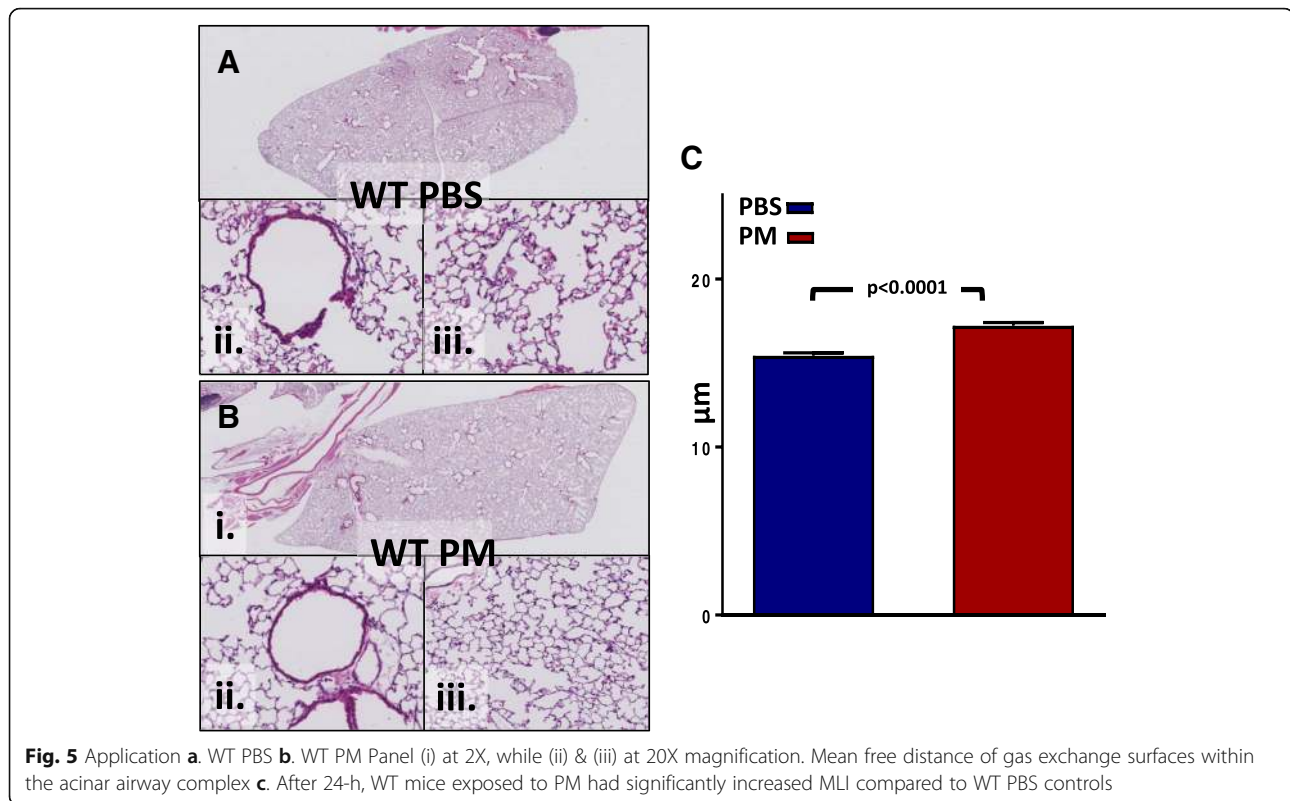 A
WT PBS
ii.
iii.
B
i.
WT PM
ii.
iii.
C
PBS
PM
p<0.0001
20
µm
10
0
Fig. 5 Application a. WT PBS b. WT PM Panel (i) at 2X, while (ii) & (iii) at 20X magnification. Mean free distance of gas exchange surfaces within
the acinar airway complex c. After 24-h, WT mice exposed to PM had significantly increased MLI compared to WT PBS controls